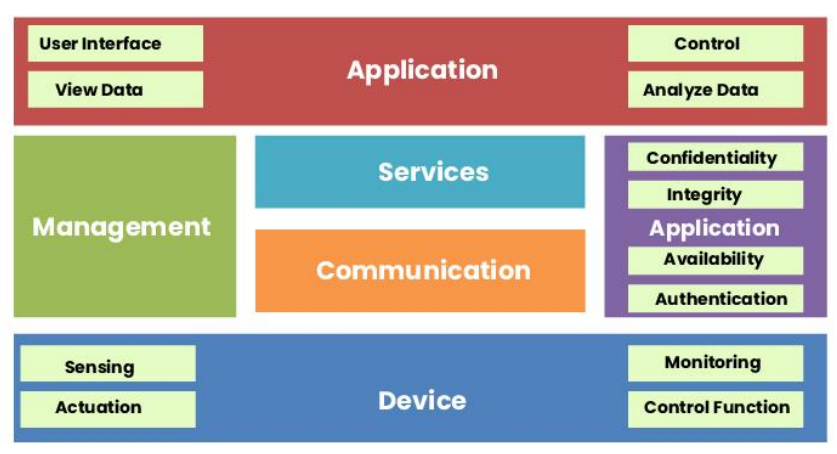 User Interface
View Data
Application
Control
Analyze Data
Management
Services
Communication
Confidentiality
Integrity
Application
Availability
Authentication
Sensing
Actuation
Device
Monitoring
Control Function